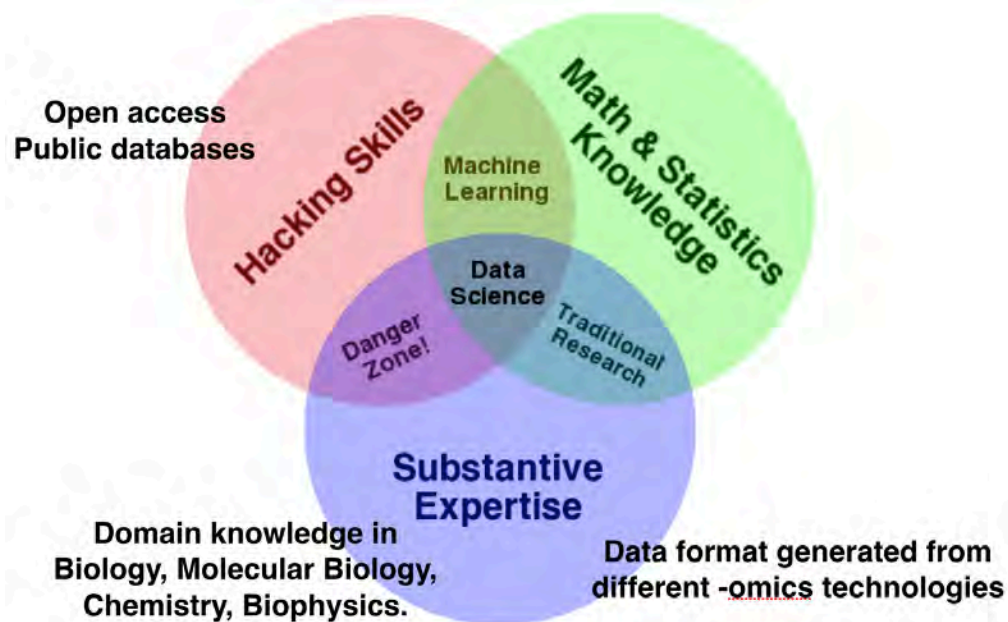 Open access
Public databases
Hacking Skills
Math & Statistics
Knowledge
Machine
Learning
Data
Science
Danger
Zone!
Traditional
Research
Substantive
Expertise
Domain knowledge in
Biology, Molecular Biology,
Chemistry, Biophysics.
Data format generated from
different -omics technologies